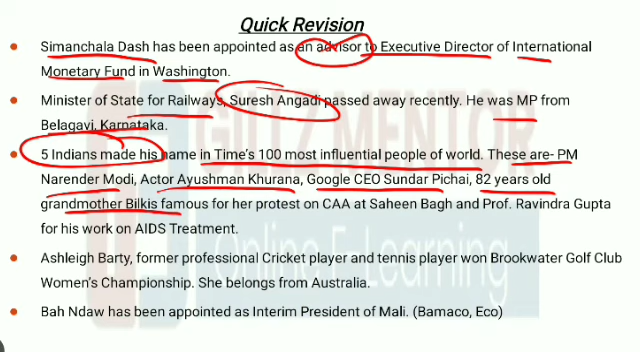 Quick Revision
Simanchala Dash has been appointed as an advisor to Executive Director of International
Monetary Fund in Washington.
Minister of State for Railways, Suresh Angadi passed away recently. He was MP from
Belagavi, Karnataka.
5 Indians made his name in Time's 100 most influential people of world. These are- PM
Narender Modi, Actor Ayushman Khurana, Google CEO Sundar Pichai, 82 years old
grandmother Bilkis famous for her protest on CAA at Saheen Bagh and Prof. Ravindra Gupta
for his work on AIDS Treatment.
Ashleigh Barty, former professional Cricket player and tennis player won Brookwater Golf Club
Women's Championship. She belongs from Australia.
Bah Ndaw has been appointed as Interim President of Mali. (Bamaco, Eco)
MENTOR
Online E-Learning